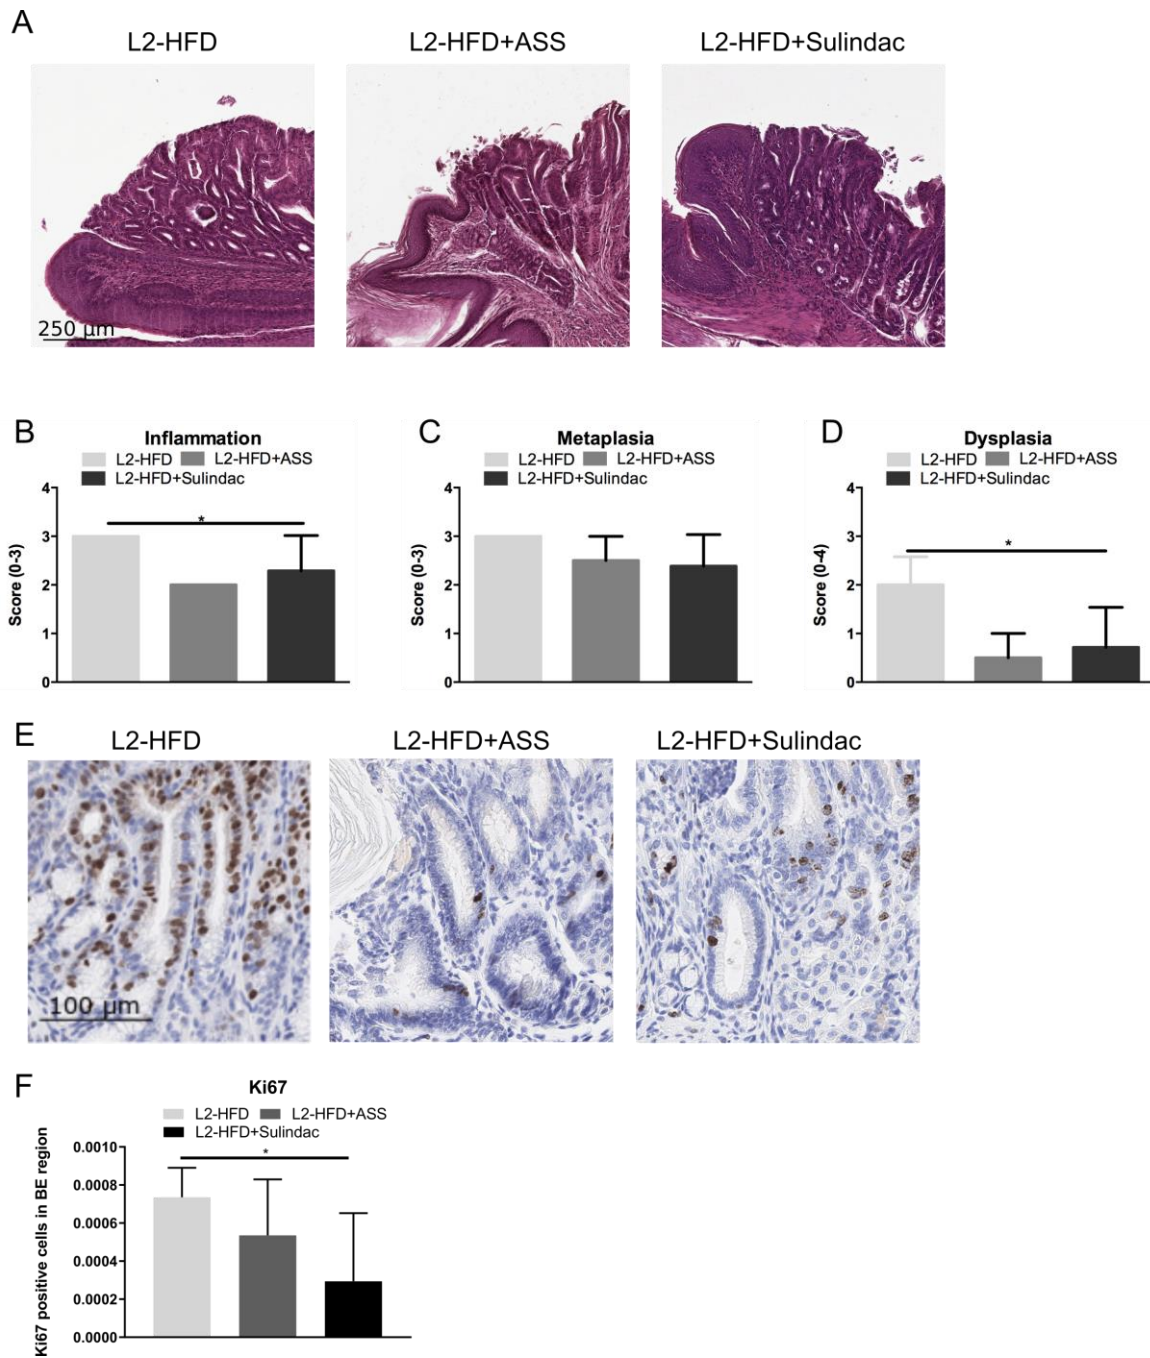 A
L2-HFD L2-HFD+ASS L2-HFD+Sulindac
250 µm
B
Inflammation
L2-HFD L2-HFD+ASS
L2-HFD+Sulindac
Score (0-3)
4
3
2
1
0
*
C
Metaplasia
L2-HFD L2-HFD+ASS
L2-HFD+Sulindac
Score (0-3)
4
3
2
1
0
D
Dysplasia
L2-HFD L2-HFD+ASS
L2-HFD+Sulindac
Score (0-4)
4
3
2
1
0
*
E
L2-HFD L2-HFD+ASS L2-HFD+Sulindac
100 µm
F
Ki67
L2-HFD L2-HFD+ASS
L2-HFD+Sulindac
Ki67 positive cells in BE region
0.0010
0.0008
0.0006
0.0004
0.0002
0.0000
*